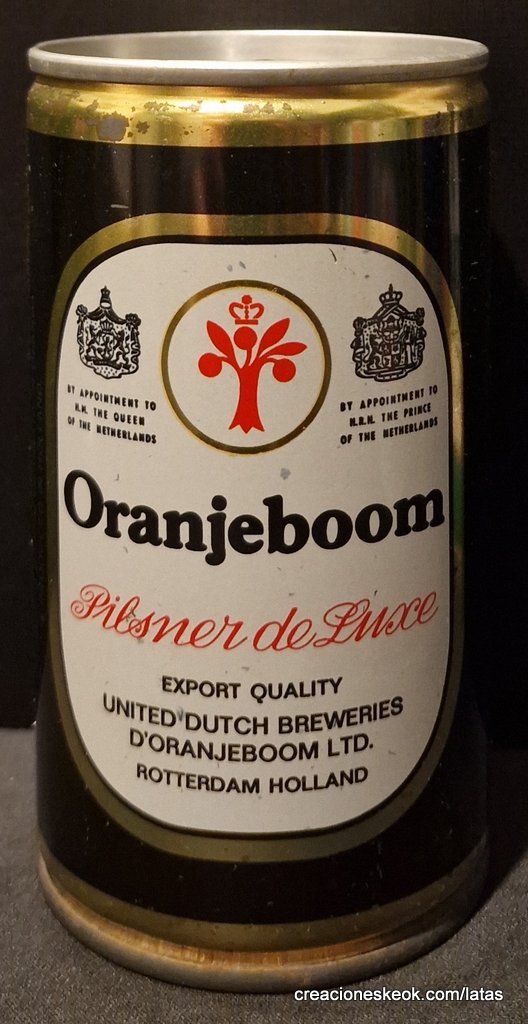 BY APPOINTMENT TO
H.M. THE QUEEN
OF THE NETHERLANDS
BY APPOINTMENT TO
H.R.H. THE PRINCE
OF THE NETHERLANDS
Oranjeboom
Pilsner de Luxe
EXPORT QUALITY
UNITED DUTCH BREWERIES
D'ORANJEBOOM LTD.
ROTTERDAM HOLLAND
creacioneskeok.com/latas